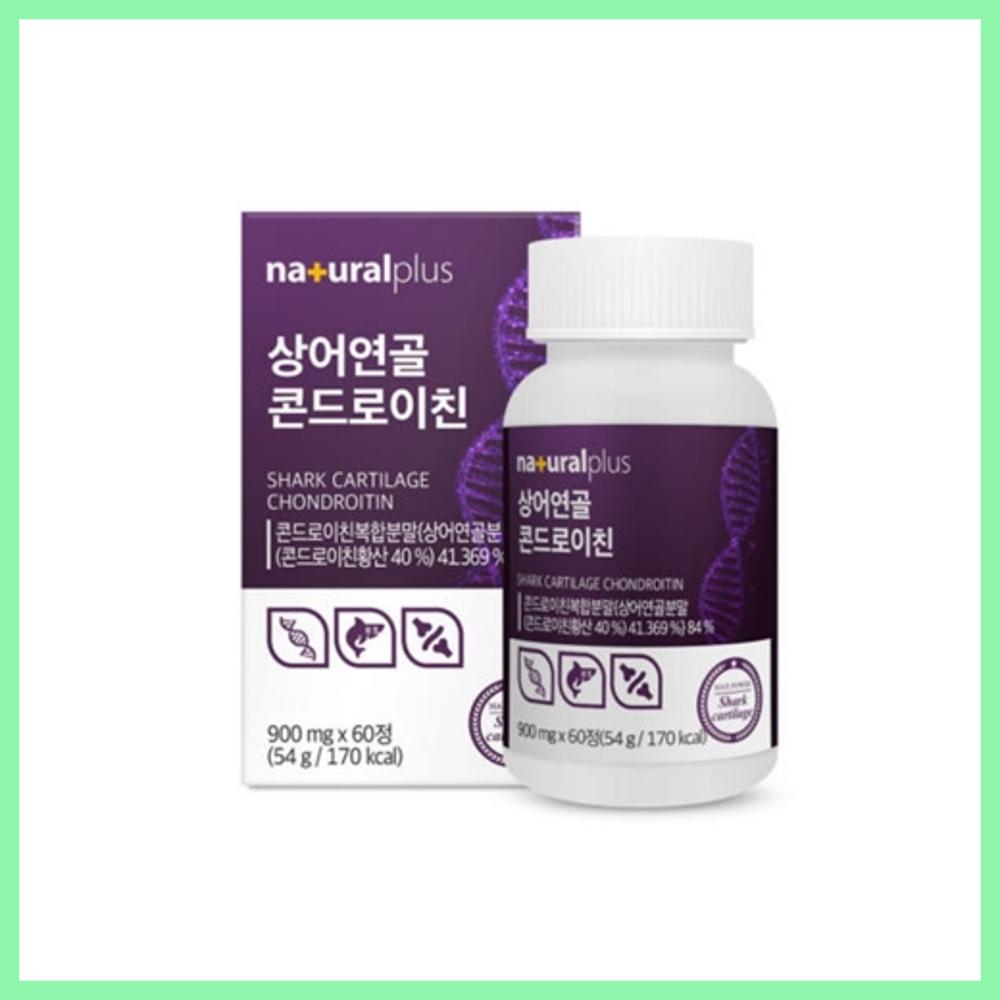 naturalplus
상어연골
콘드로이친
SHARK CARTILAGE
CHONDROITIN
콘드로이친복합분말{상어연골분
(콘드로이친황산 40 %) 41.369 %
900 mg x 60정
(54 g / 170 kcal)
naturalplus
상어연골
콘드로이친
SHARK CARTILAGE CHONDROITIN
콘드로이친복합분말{상어연골분말
(콘드로이친황산 40 %) 41.369 %} 84 %
Shark
cartilage
900 mg x 60정(54 g / 170 kcal)